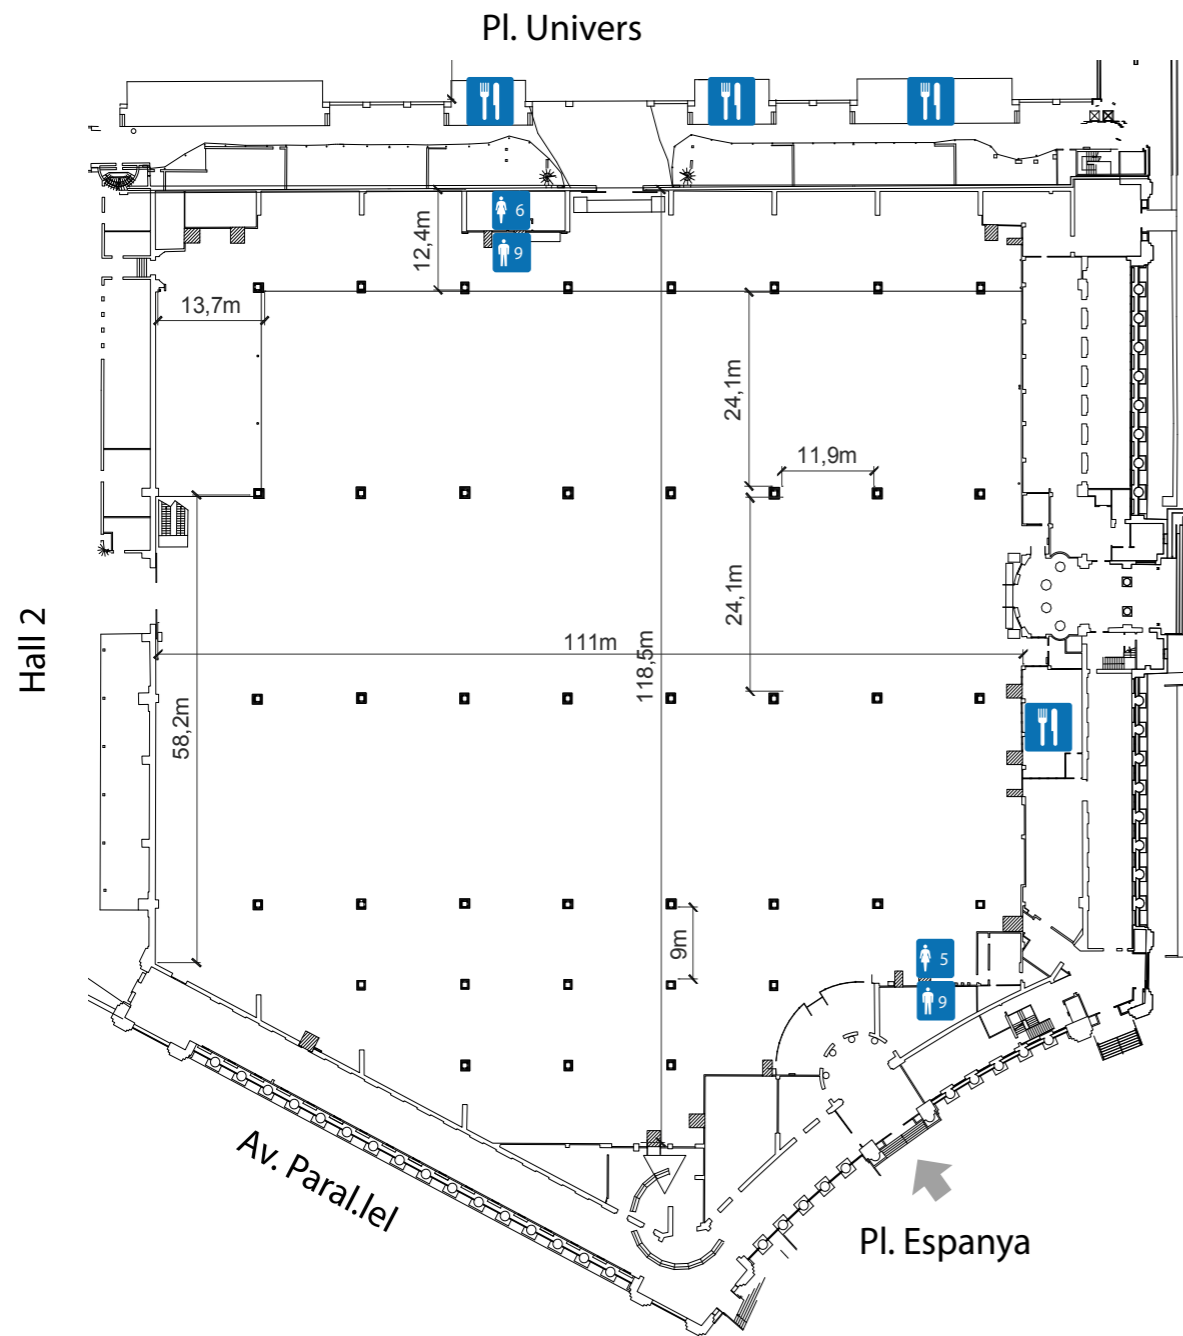 Pl. Univers
6
9
12,4m
13,7m
24,1m
11,9m
24,1m
Hall 2
111m
118,5m
58,2m
9m
5
9
Av. Paral.lel
Pl. Espanya